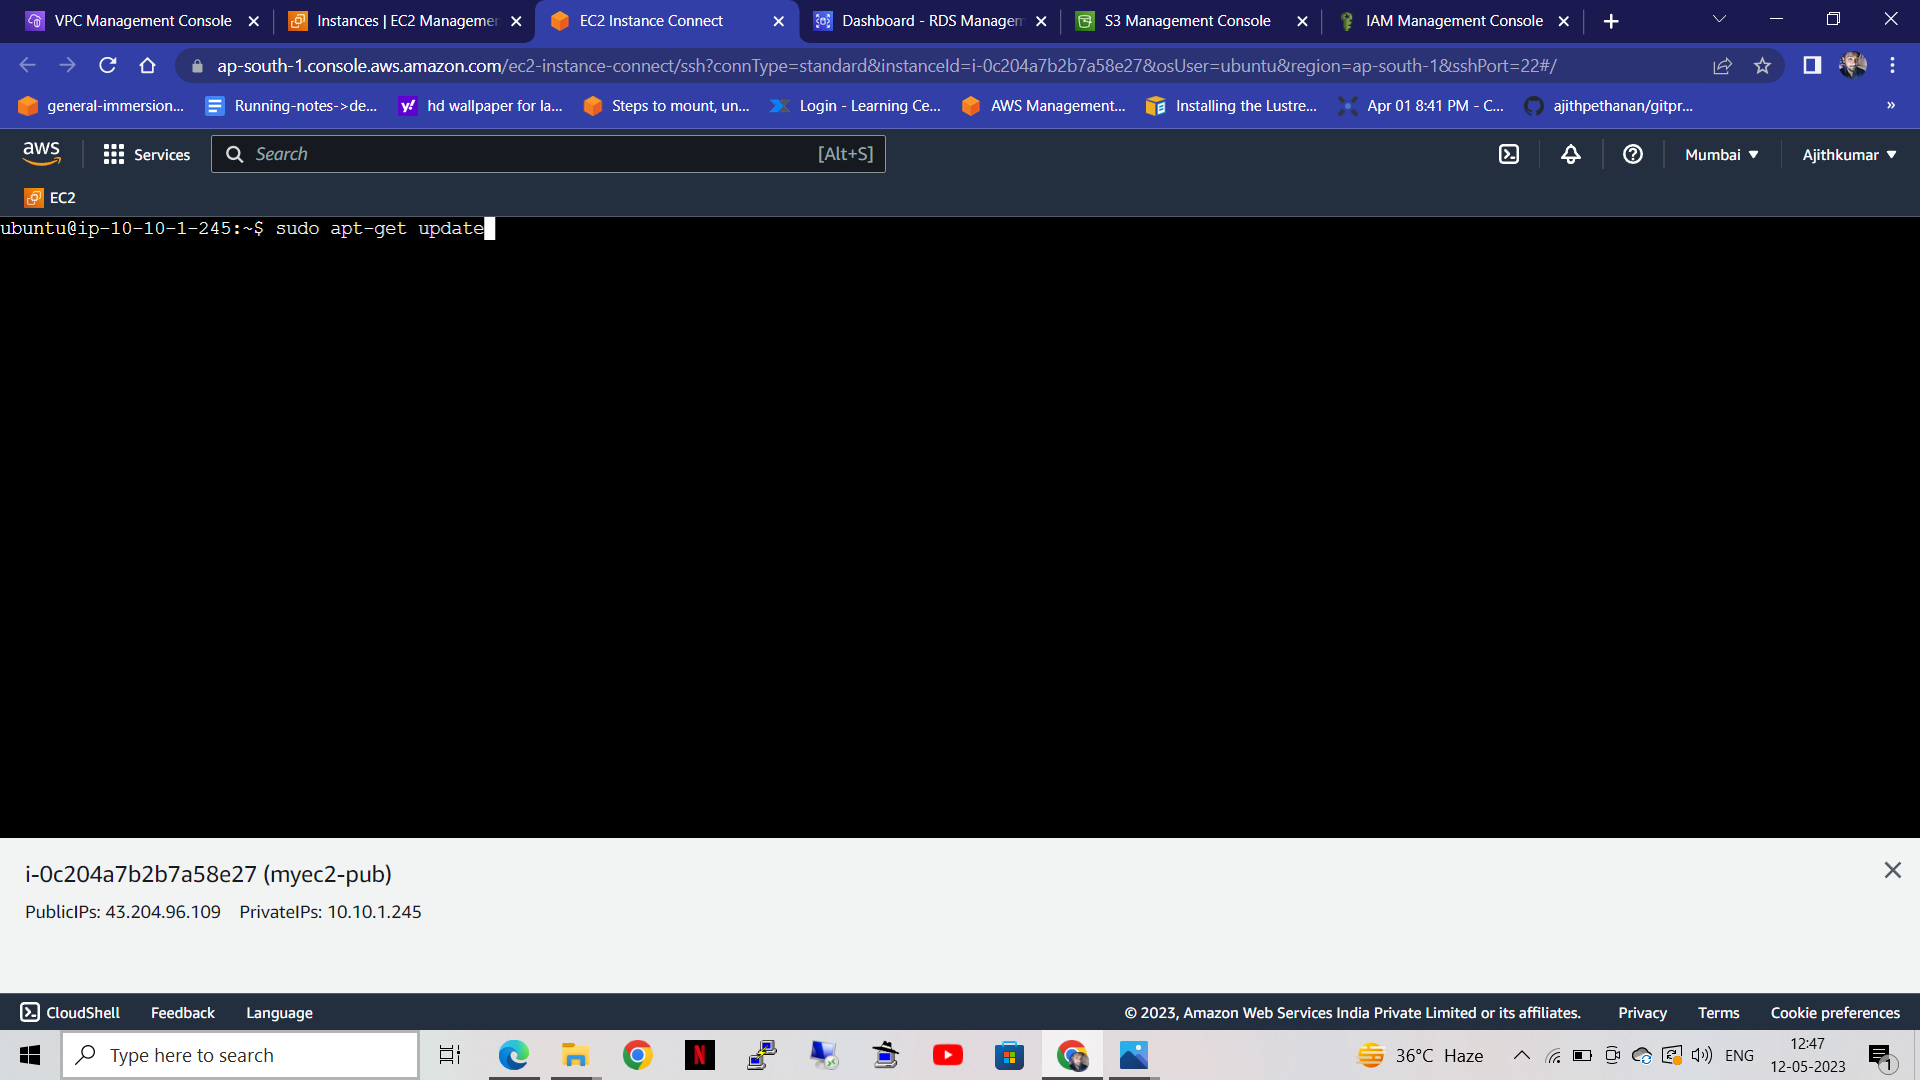 VPC Management Console
Instances | EC2 Managemen
EC2 Instance Connect
Dashboard - RDS Managem
S3 Management Console
IAM Management Console
ap-south-1.console.aws.amazon.com/ec2-instance-connect/ssh?connType=standard&instanceId=i-0c204a7b2b7a58e27&osUser=ubuntu&region=ap-south-1&sshPort=22#/
general-immersion...
Running-notes->de...
y!
hd wallpaper for la...
Steps to mount, un...
Login - Learning Ce...
AWS Management...
Installing the Lustre...
Apr 01 8:41 PM - C...
ajithpethanan/gitpr...
»
aws
Services
Search
[Alt+S]
Mumbai
Ajithkumar
EC2
ubuntu@ip-10-10-1-245:~$ sudo apt-get update
i-0c204a7b2b7a58e27 (myec2-pub)
PublicIPs: 43.204.96.109 PrivateIPs: 10.10.1.245
CloudShell
Feedback
Language
© 2023, Amazon Web Services India Private Limited or its affiliates.
Privacy
Terms
Cookie preferences
Type here to search
N
36°C Haze
ENG
12:47
12-05-2023
1